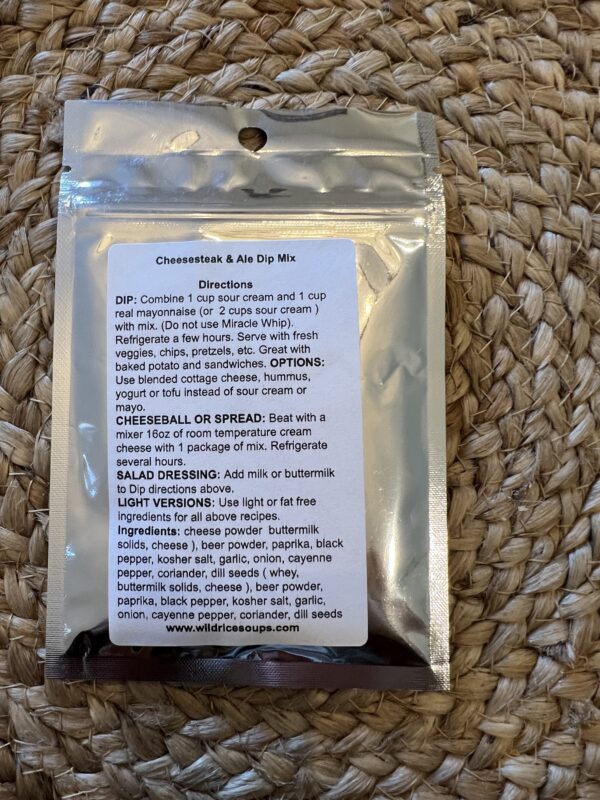 Cheesesteak & Ale Dip Mix
Directions
DIP: Combine 1 cup sour cream and 1 cup
real mayonnaise (or 2 cups sour cream )
with mix. (Do not use Miracle Whip).
Refrigerate a few hours. Serve with fresh
veggies, chips, pretzels, etc. Great with
baked potato and sandwiches. OPTIONS:
Use blended cottage cheese, hummus,
yogurt or tofu instead of sour cream or
mayo.
CHEESEBALL OR SPREAD: Beat with a
mixer 16oz of room temperature cream
cheese with 1 package of mix. Refrigerate
several hours.
SALAD DRESSING: Add milk or buttermilk
to Dip directions above.
LIGHT VERSIONS: Use light or fat free
ingredients for all above recipes.
Ingredients: cheese powder buttermilk
solids, cheese ), beer powder, paprika, black
pepper, kosher salt, garlic, onion, cayenne
pepper, coriander, dill seeds ( whey,
buttermilk solids, cheese ), beer powder,
paprika, black pepper, kosher salt, garlic,
onion, cayenne pepper, coriander, dill seeds
www.wildricesoups.com